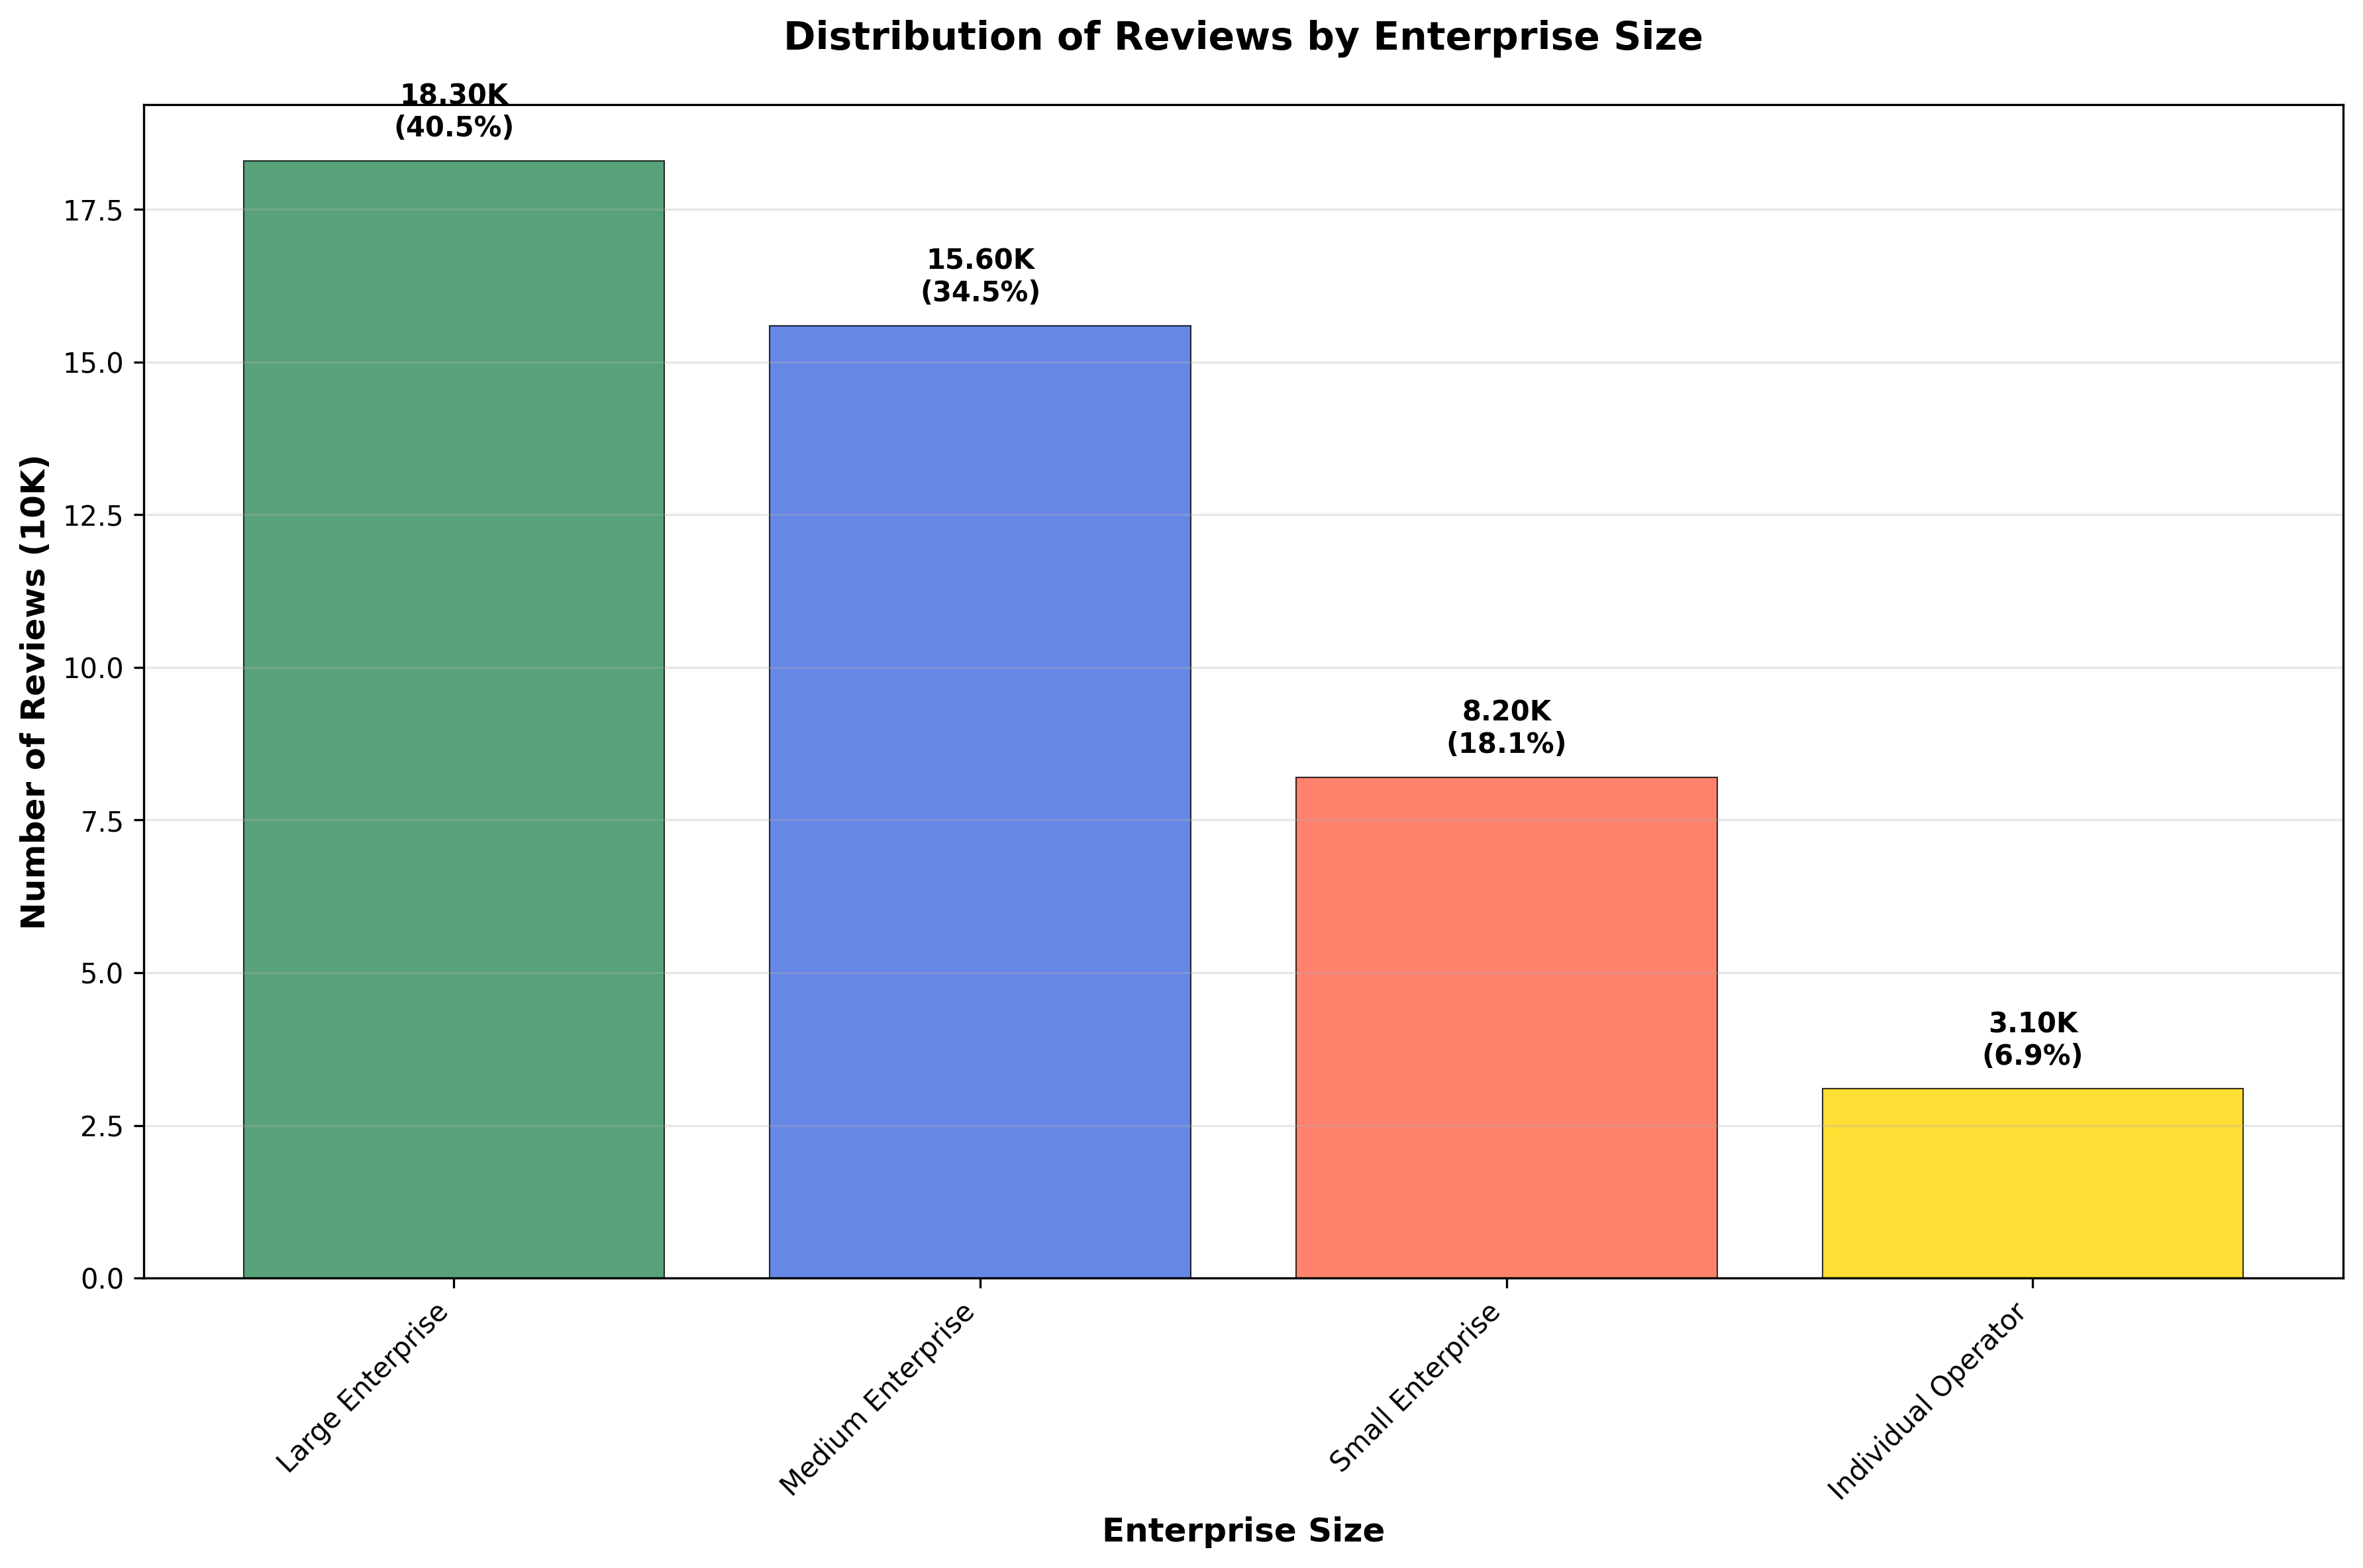 Distribution of Reviews by Enterprise Size
18.30K
(40.5%)
15.60K
(34.5%)
8.20K
(18.1%)
3.10K
(6.9%)
Number of Reviews (10K)
17.5
15.0
12.5
10.0
7.5
5.0
2.5
0.0
Large Enterprise
Medium Enterprise
Small Enterprise
Individual Operator
Enterprise Size